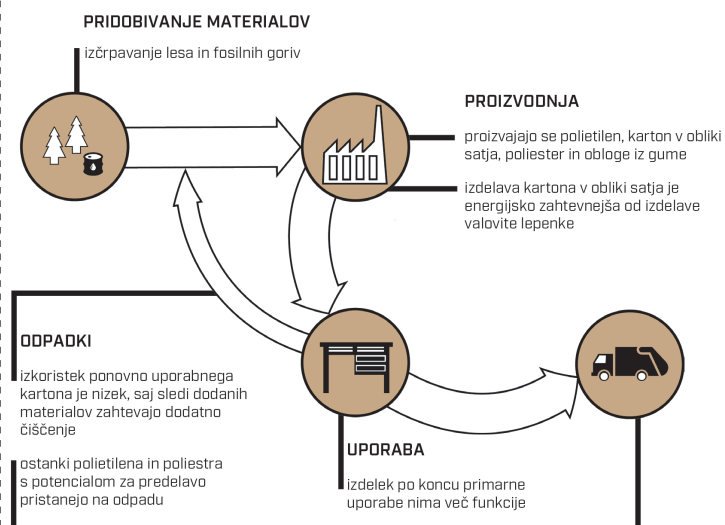 PRIDOBIVANJE MATERIALOV
izčrpavanje lesa in fosilnih goriv
PROIZVODNJA
proizvajajo se polietilen, karton v obliki
satja, poliester in obloge iz gume
izdelava kartona v obliki satja je
energijsko zahtevnejša od izdelave
valovite lepenke
ODPADKI
izkoristek ponovno uporabnega
kartona je nizek, saj sledi dodanih
materialov zahtevajo dodatno
čiščenje
ostanki polietilena in poliestra
s potencialom za predelavo
pristanejo na odpadu
UPORABA
izdelek po koncu primarne
uporabe nima več funkcije